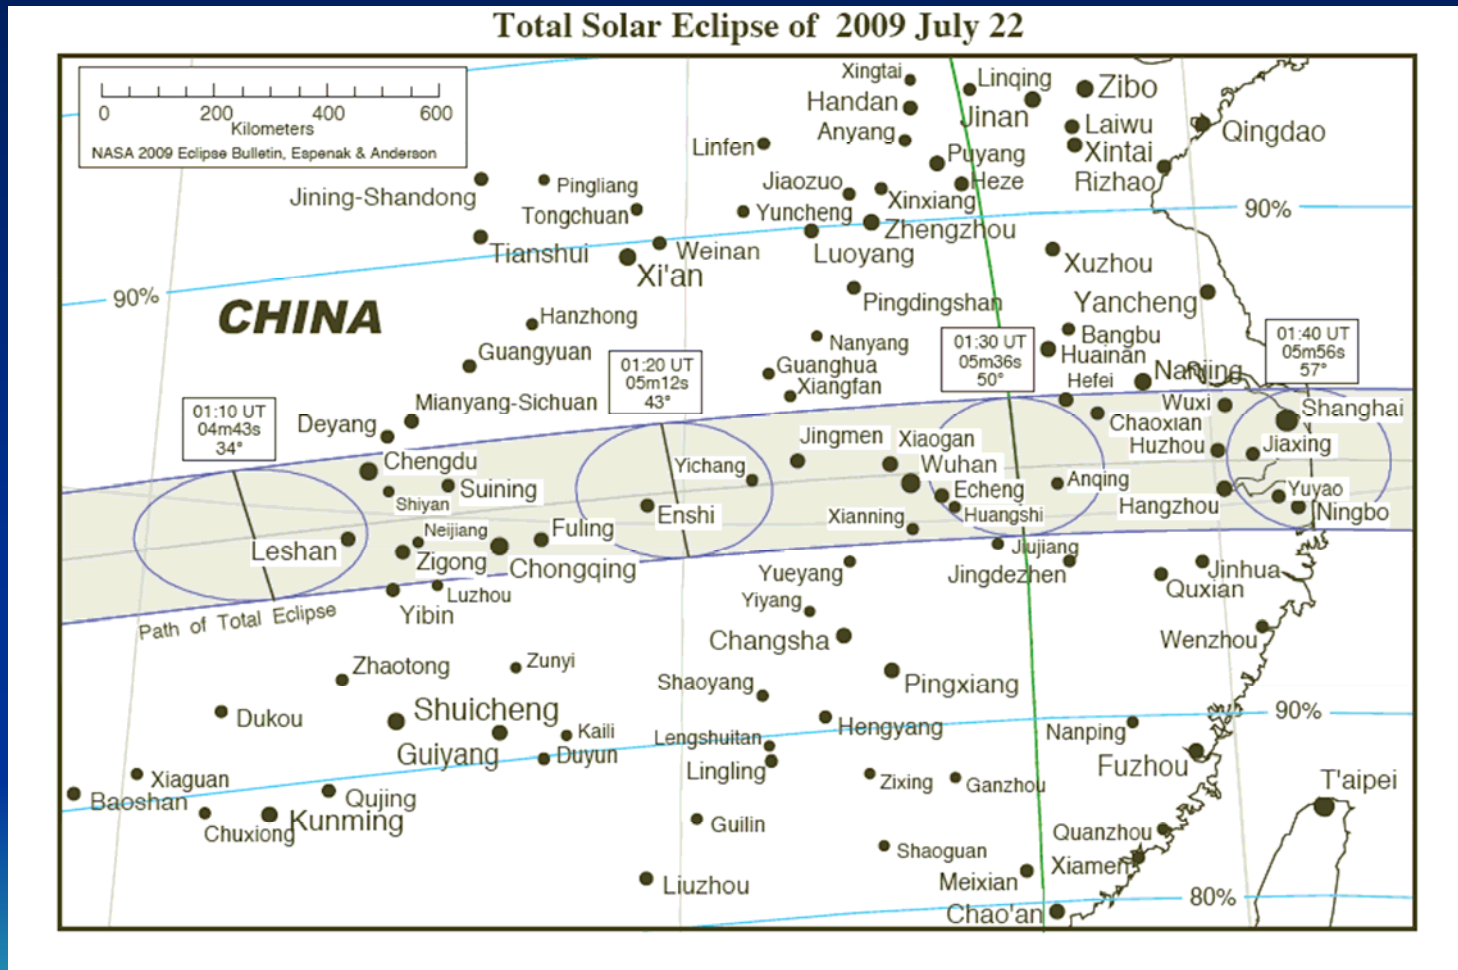 Total Solar Eclipse of 2009 July 22
0 200 400 600
Kilometers
NASA 2009 Eclipse Bulletin, Espenak & Anderson
Xingtai
Linqing
Zibo
Handan
Jinan
Anyang
Laiwu
Qingdao
Linfen
Puyang
Xintai
Jining-Shandong
Pingliang
Jiaozuo
Heze
Rizhao
Tongchuan
Yuncheng
Xinxiang
90%
Tianshui
Weinan
Luoyang
Zhengzhou
Xi'an
Xuzhou
90%
Pingdingshan
Yancheng
CHINA
Hanzhong
Nanyang
Bangbu
Guangyuan
Guanghua
Huainan
Xiangfan
Hefei
Nanjing
01:10 UT
04m43s
34°
01:20 UT
05m12s
43°
01:30 UT
05m36s
50°
01:40 UT
05m56s
57°
Mianyang-Sichuan
Deyang
Wuxi
Shanghai
Chaoxian
Jingmen
Xiaogan
Huzhou
Jiaxing
Chengdu
Yichang
Wuhan
Suining
Echeng
Anqing
Yuyao
Shiyan
Hangzhou
Enshi
Xianning
Huangshi
Ningbo
Neijiang
Fuling
Leshan
Zigong
Chongqing
Jiujiang
Yueyang
Jingdezhen
Jinhua
Luzhou
Quxian
Yibin
Yiyang
Path of Total Eclipse
Changsha
Wenzhou
Zhaotong
Zunyi
Shaoyang
Pingxiang
Dukou
Shuicheng
90%
Kaili
Hengyang
Nanping
Lengshuitan
Guiyang
Duyun
Fuzhou
Lingling
Xiaguan
Zixing
Ganzhou
T'aipei
Baoshan
Qujing
Chuxiong
Kunming
Guilin
Quanzhou
Shaoguan
Xiamen
Liuzhou
Meixian
80%
Chao'an